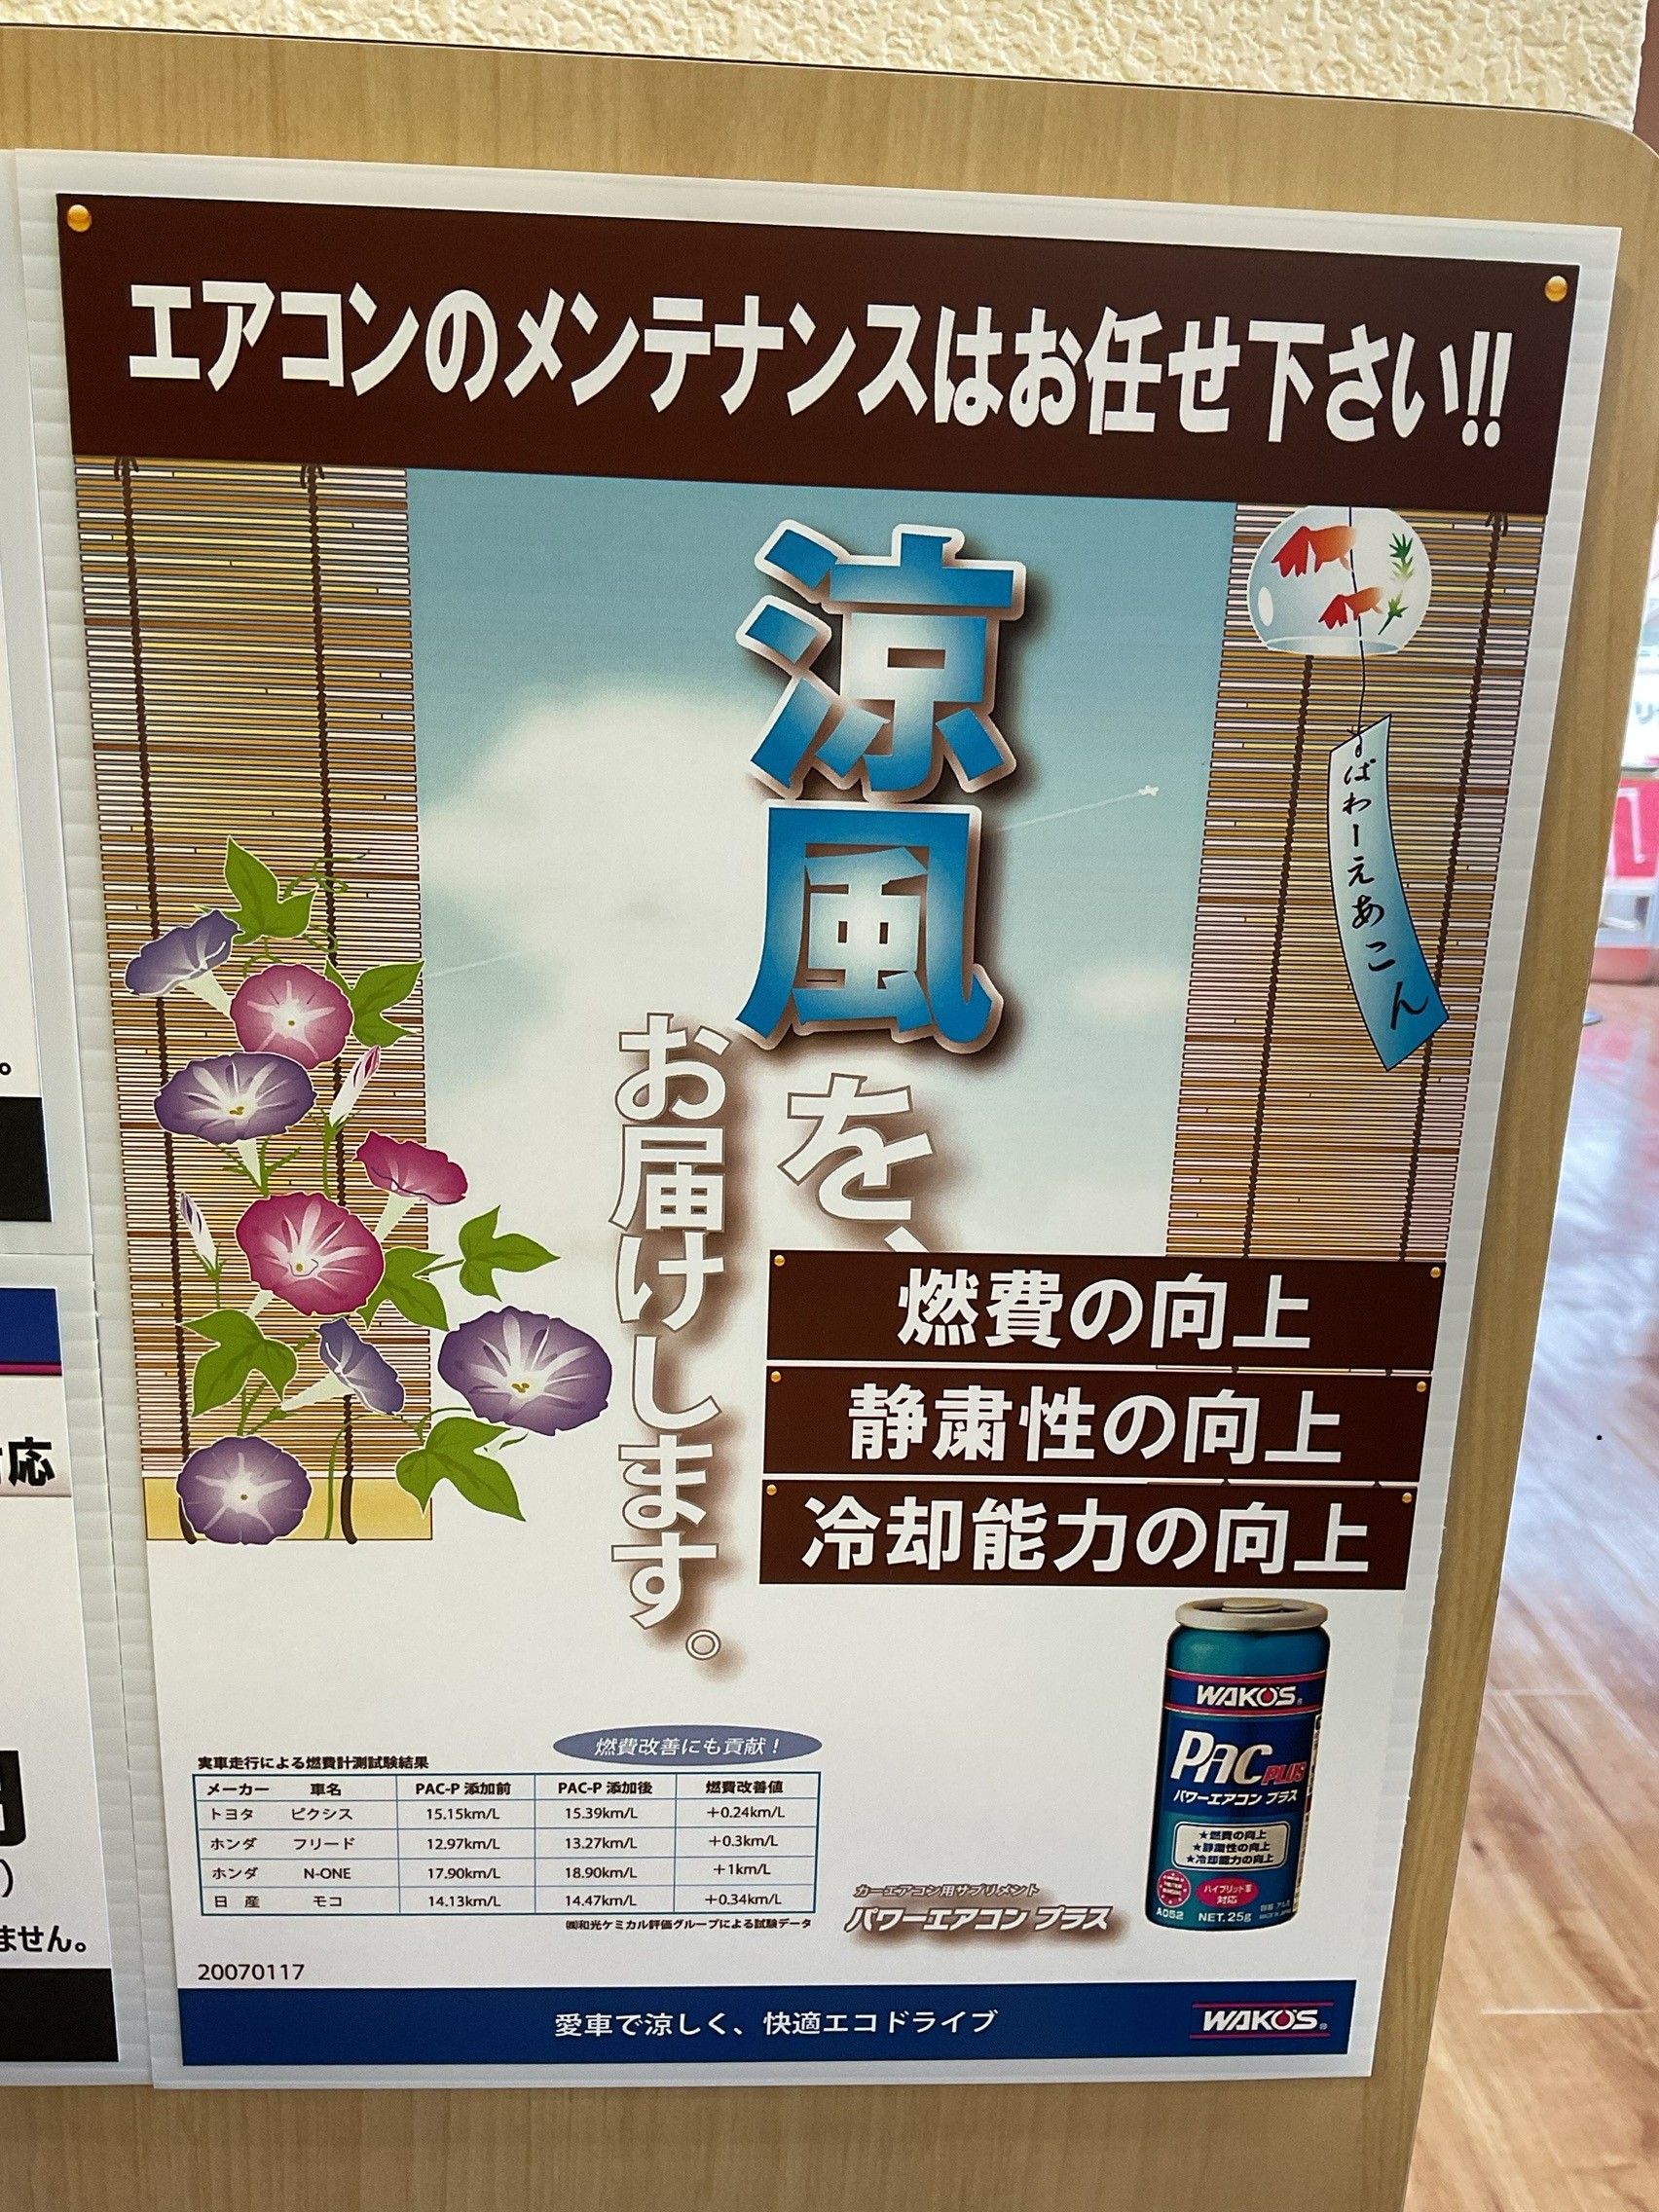 エアコンのメンテナンスはお任せ下さい!!
涼風を、
お届けします。
ぱわーえあこん
燃費の向上
静粛性の向上
冷却能力の向上
WAKO'S®
PAC PLUS
パワーエアコン プラス
★燃費の向上
★静粛性の向上
★冷却能力の向上
ハイブリッド車
対応
A052 NET.25g
燃費改善にも貢献！
実車走行による燃費計測試験結果
メーカー 車名 PAC-P 添加前 PAC-P 添加後 燃費改善値
トヨタ ピクシス 15.15km/L 15.39km/L +0.24km/L
ホンダ フリード 12.97km/L 13.27km/L +0.3km/L
ホンダ N-ONE 17.90km/L 18.90km/L +1km/L
日産 モコ 14.13km/L 14.47km/L +0.34km/L
㈱和光ケミカル評価グループによる試験データ
カーエアコン用サプリメント
パワーエアコン プラス
20070117
愛車で涼しく、快適エコドライブ
WAKO'S®
応
ません。